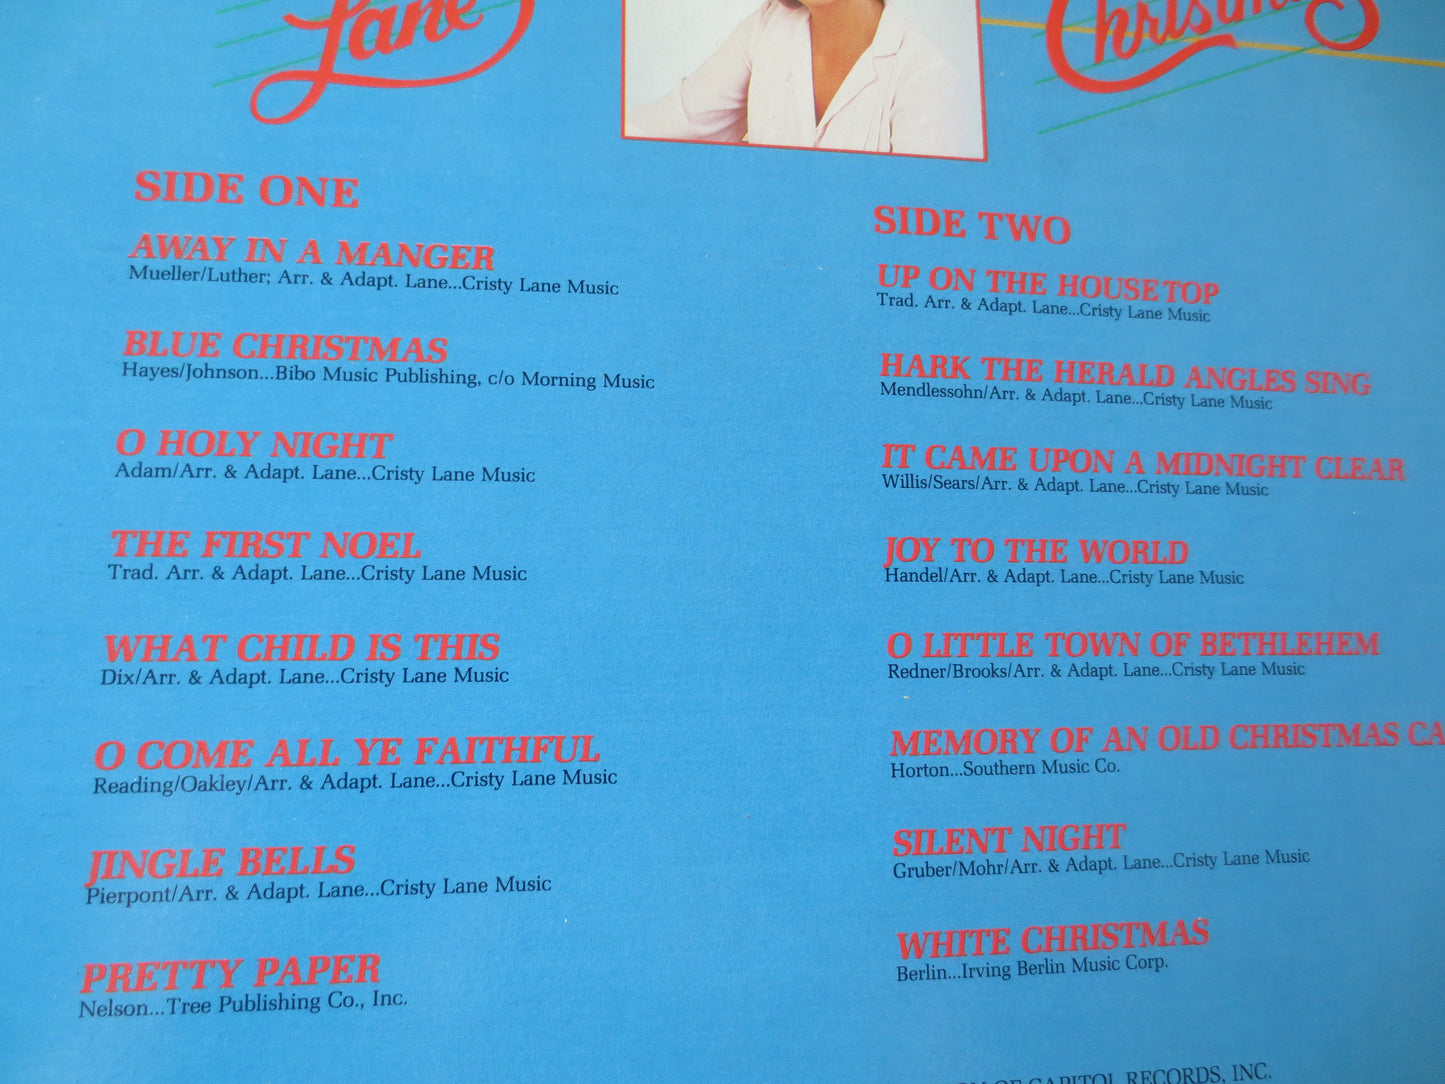 Lane
SIDE ONE
AWAY IN A MANGER
Mueller/Luther; Arr. & Adapt. Lane...Cristy Lane Music
BLUE CHRISTMAS
Hayes/Johnson...Bibo Music Publishing, c/o Morning Music
O HOLY NIGHT
Adam/Arr. & Adapt. Lane...Cristy Lane Music
THE FIRST NOEL
Trad. Arr. & Adapt. Lane...Cristy Lane Music
WHAT CHILD IS THIS
Dix/Arr. & Adapt. Lane...Cristy Lane Music
O COME ALL YE FAITHFUL
Reading/Oakley/Arr. & Adapt. Lane...Cristy Lane Music
JINGLE BELLS
Pierpont/Arr. & Adapt. Lane...Cristy Lane Music
PRETTY PAPER
Nelson...Tree Publishing Co., Inc.
SIDE TWO
UP ON THE HOUSETOP
Trad. Arr. & Adapt. Lane...Cristy Lane Music
HARK THE HERALD ANGLES SING
Mendlessohn/Arr. & Adapt. Lane...Cristy Lane Music
IT CAME UPON A MIDNIGHT CLEAR
Willis/Sears/Arr. & Adapt. Lane...Cristy Lane Music
JOY TO THE WORLD
Handel/Arr. & Adapt. Lane...Cristy Lane Music
O LITTLE TOWN OF BETHLEHEM
Redner/Brooks/Arr. & Adapt. Lane...Cristy Lane Music
MEMORY OF AN OLD CHRISTMAS CA
Horton...Southern Music Co.
SILENT NIGHT
Gruber/Mohr/Arr. & Adapt. Lane...Cristy Lane Music
WHITE CHRISTMAS
Berlin...Irving Berlin Music Corp.
OF CAPITOL RECORDS, INC.